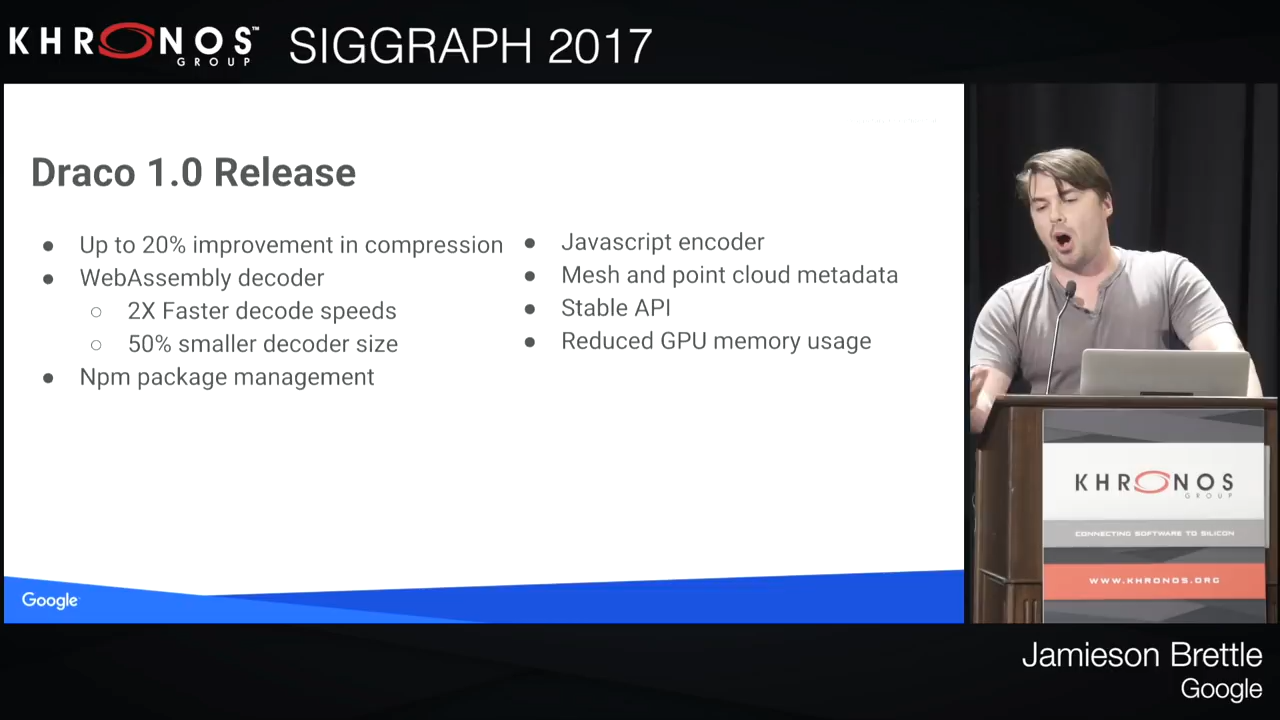 KHRONOS™ GROUP SIGGRAPH 2017
Draco 1.0 Release
● Up to 20% improvement in compression
● WebAssembly decoder
○ 2X Faster decode speeds
○ 50% smaller decoder size
● Npm package management
● Javascript encoder
● Mesh and point cloud metadata
● Stable API
● Reduced GPU memory usage
Google
KHRONOS
GROUP
CONNECTING SOFTWARE TO SILICON
WWW.KHRONOS.ORG
Jamieson Brettle
Google